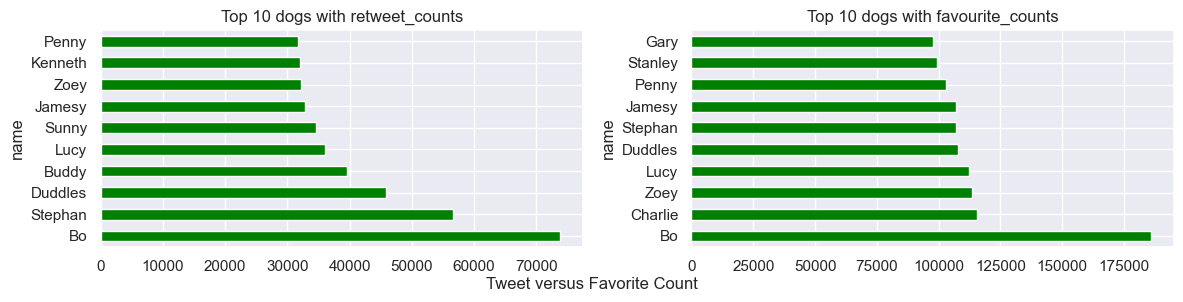 Top 10 dogs with retweet_counts
name
Penny
Kenneth
Zoey
Jamesy
Sunny
Lucy
Buddy
Duddles
Stephan
Bo
0 10000 20000 30000 40000 50000 60000 70000
Top 10 dogs with favourite_counts
name
Gary
Stanley
Penny
Jamesy
Stephan
Duddles
Lucy
Zoey
Charlie
Bo
0 25000 50000 75000 100000 125000 150000 175000
Tweet versus Favorite Count